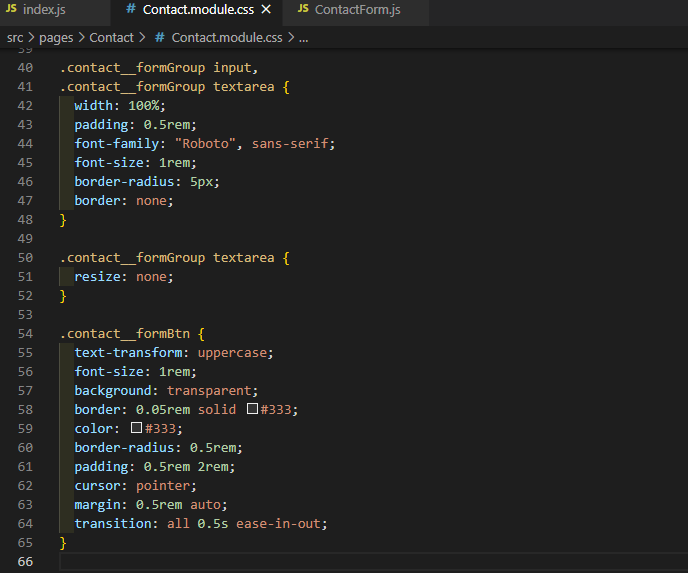 JS index.js # Contact.module.css × JS ContactForm.js
src > pages > Contact > # Contact.module.css > ...
39
40 .contact__formGroup input,
41 .contact__formGroup textarea {
42 width: 100%;
43 padding: 0.5rem;
44 font-family: "Roboto", sans-serif;
45 font-size: 1rem;
46 border-radius: 5px;
47 border: none;
48 }
49
50 .contact__formGroup textarea {
51 resize: none;
52 }
53
54 .contact__formBtn {
55 text-transform: uppercase;
56 font-size: 1rem;
57 background: transparent;
58 border: 0.05rem solid #333;
59 color: #333;
60 border-radius: 0.5rem;
61 padding: 0.5rem 2rem;
62 cursor: pointer;
63 margin: 0.5rem auto;
64 transition: all 0.5s ease-in-out;
65 }
66